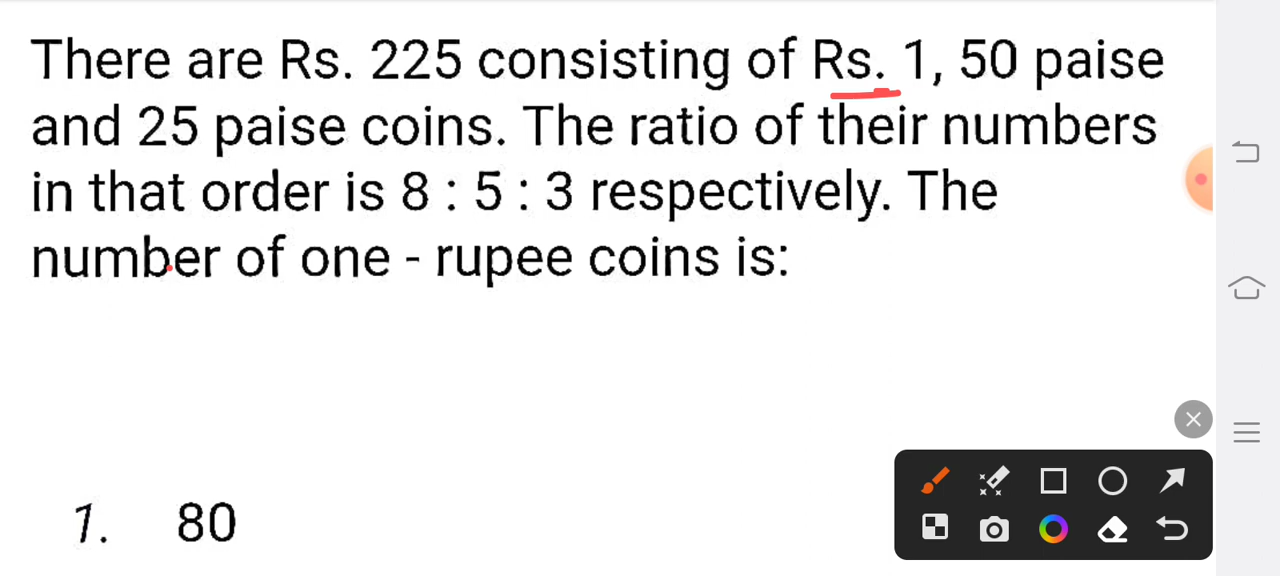 There are Rs. 225 consisting of Rs. 1, 50 paise
and 25 paise coins. The ratio of their numbers
in that order is 8 : 5 : 3 respectively. The
number of one - rupee coins is:
1. 80